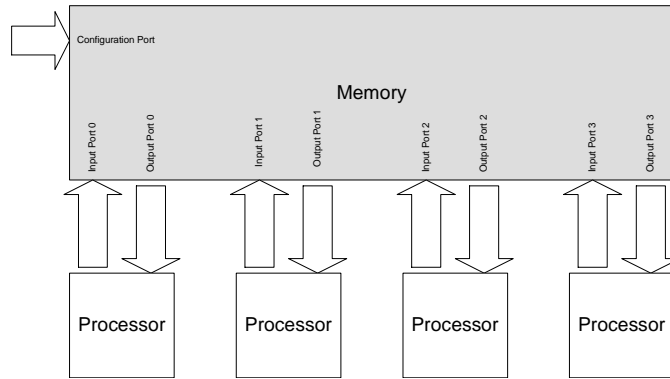 Configuration Port
Memory
Input Port 0
Output Port 0
Input Port 1
Output Port 1
Input Port 2
Output Port 2
Input Port 3
Output Port 3
Processor
Processor
Processor
Processor